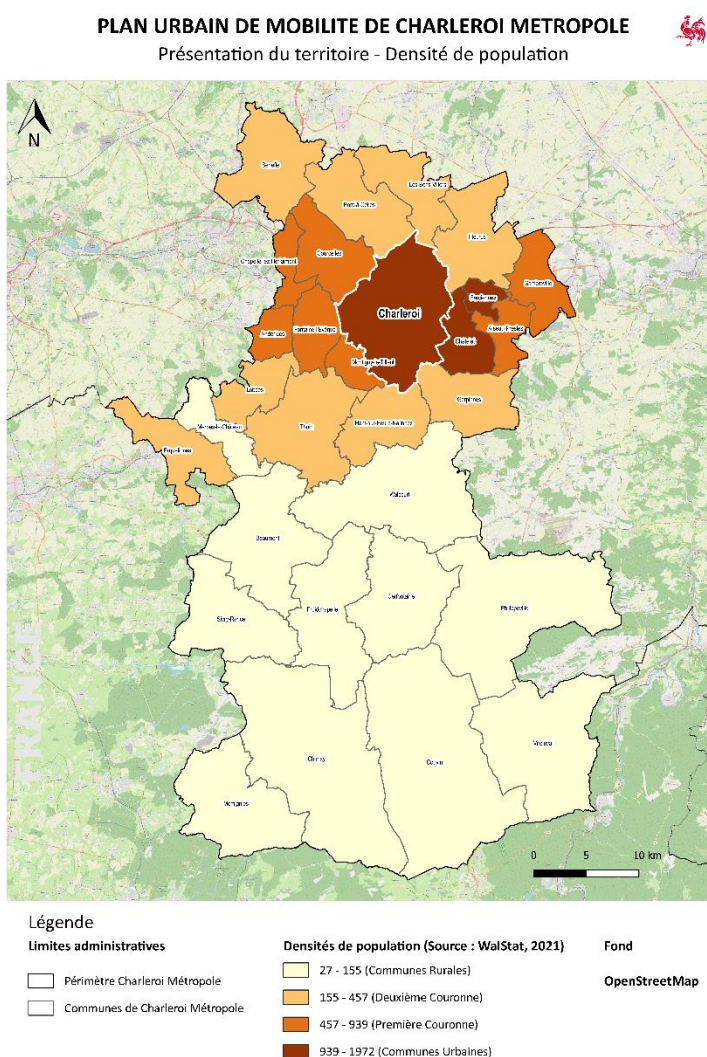 PLAN URBAIN DE MOBILITE DE CHARLEROI METROPOLE
Présentation du territoire - Densité de population
N
Seneffe
Pont-à-Celles
Les Bons Villers
Fleurus
Courcelles
Chapelle-lez-Herlaimont
Sambreville
Farciennes
Charleroi
Aiseau-Presles
Châtelet
Anderlues
Fontaine-l'Evêque
Montigny-le-Tilleul
Lobbes
Gerpinnes
Merbes-le-Château
Thuin
Ham-sur-Heure-Nalinnes
Erquelinnes
Walcourt
Beaumont
Froidchapelle
Cerfontaine
Philippeville
Sivry-Rance
FRANCE
Viroinval
Chimay
Couvin
Momignies
0 5 10 km
Légende
Limites administratives
Périmètre Charleroi Métropole
Communes de Charleroi Métropole
Densités de population (Source : WalStat, 2021)
27 - 155 (Communes Rurales)
155 - 457 (Deuxième Couronne)
457 - 939 (Première Couronne)
939 - 1972 (Communes Urbaines)
Fond
OpenStreetMap